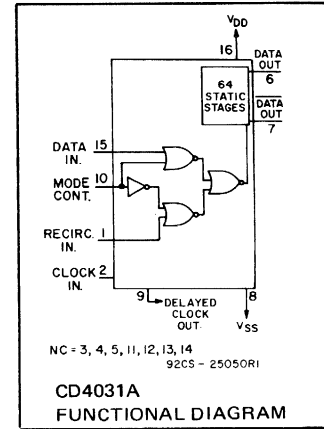 VDD
16
DATA
OUT
6
64
STATIC
STAGES
DATA
OUT
7
DATA 15
IN.
MODE 10
CONT.
RECIRC. 1
IN.
CLOCK 2
IN.
9
DELAYED
CLOCK
OUT
8
VSS
NC = 3, 4, 5, 11, 12, 13, 14
92CS - 25050R1
CD4031A
FUNCTIONAL DIAGRAM